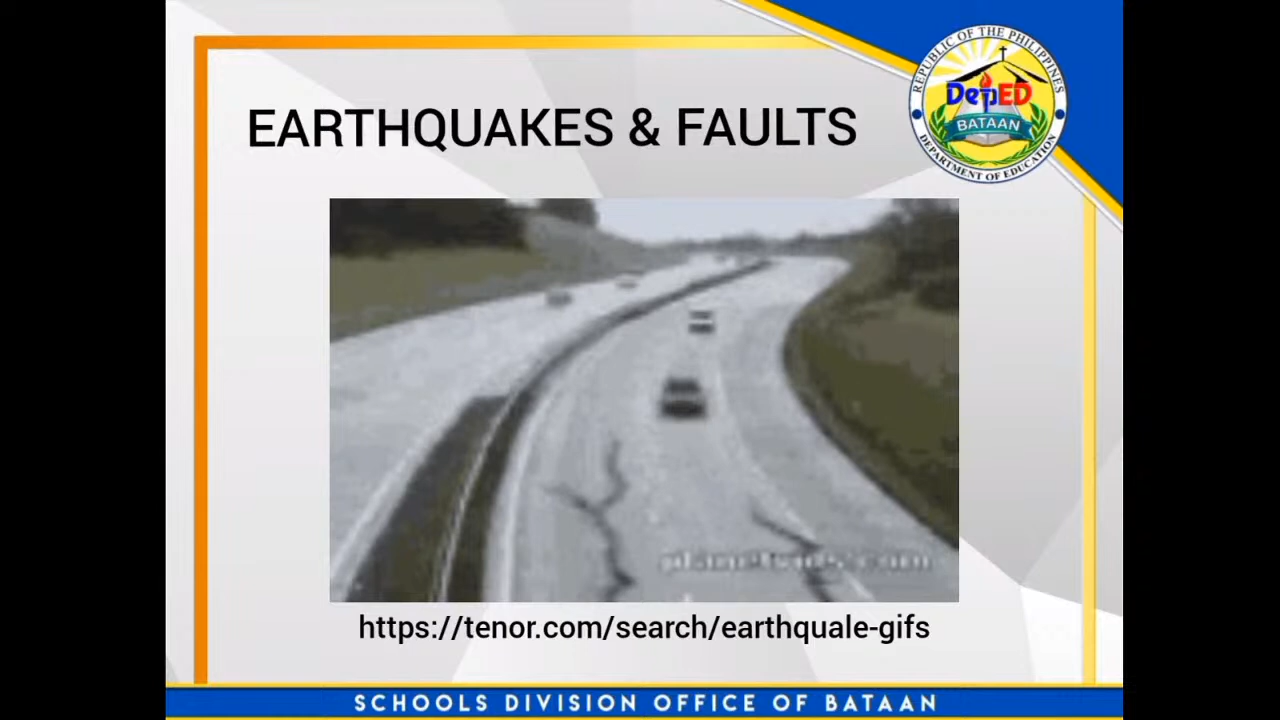 EARTHQUAKES & FAULTS
REPUBLIC OF THE PHILIPPINES
DepED
BATAAN
DEPARTMENT OF EDUCATION
https://tenor.com/search/earthquale-gifs
SCHOOLS DIVISION OFFICE OF BATAAN